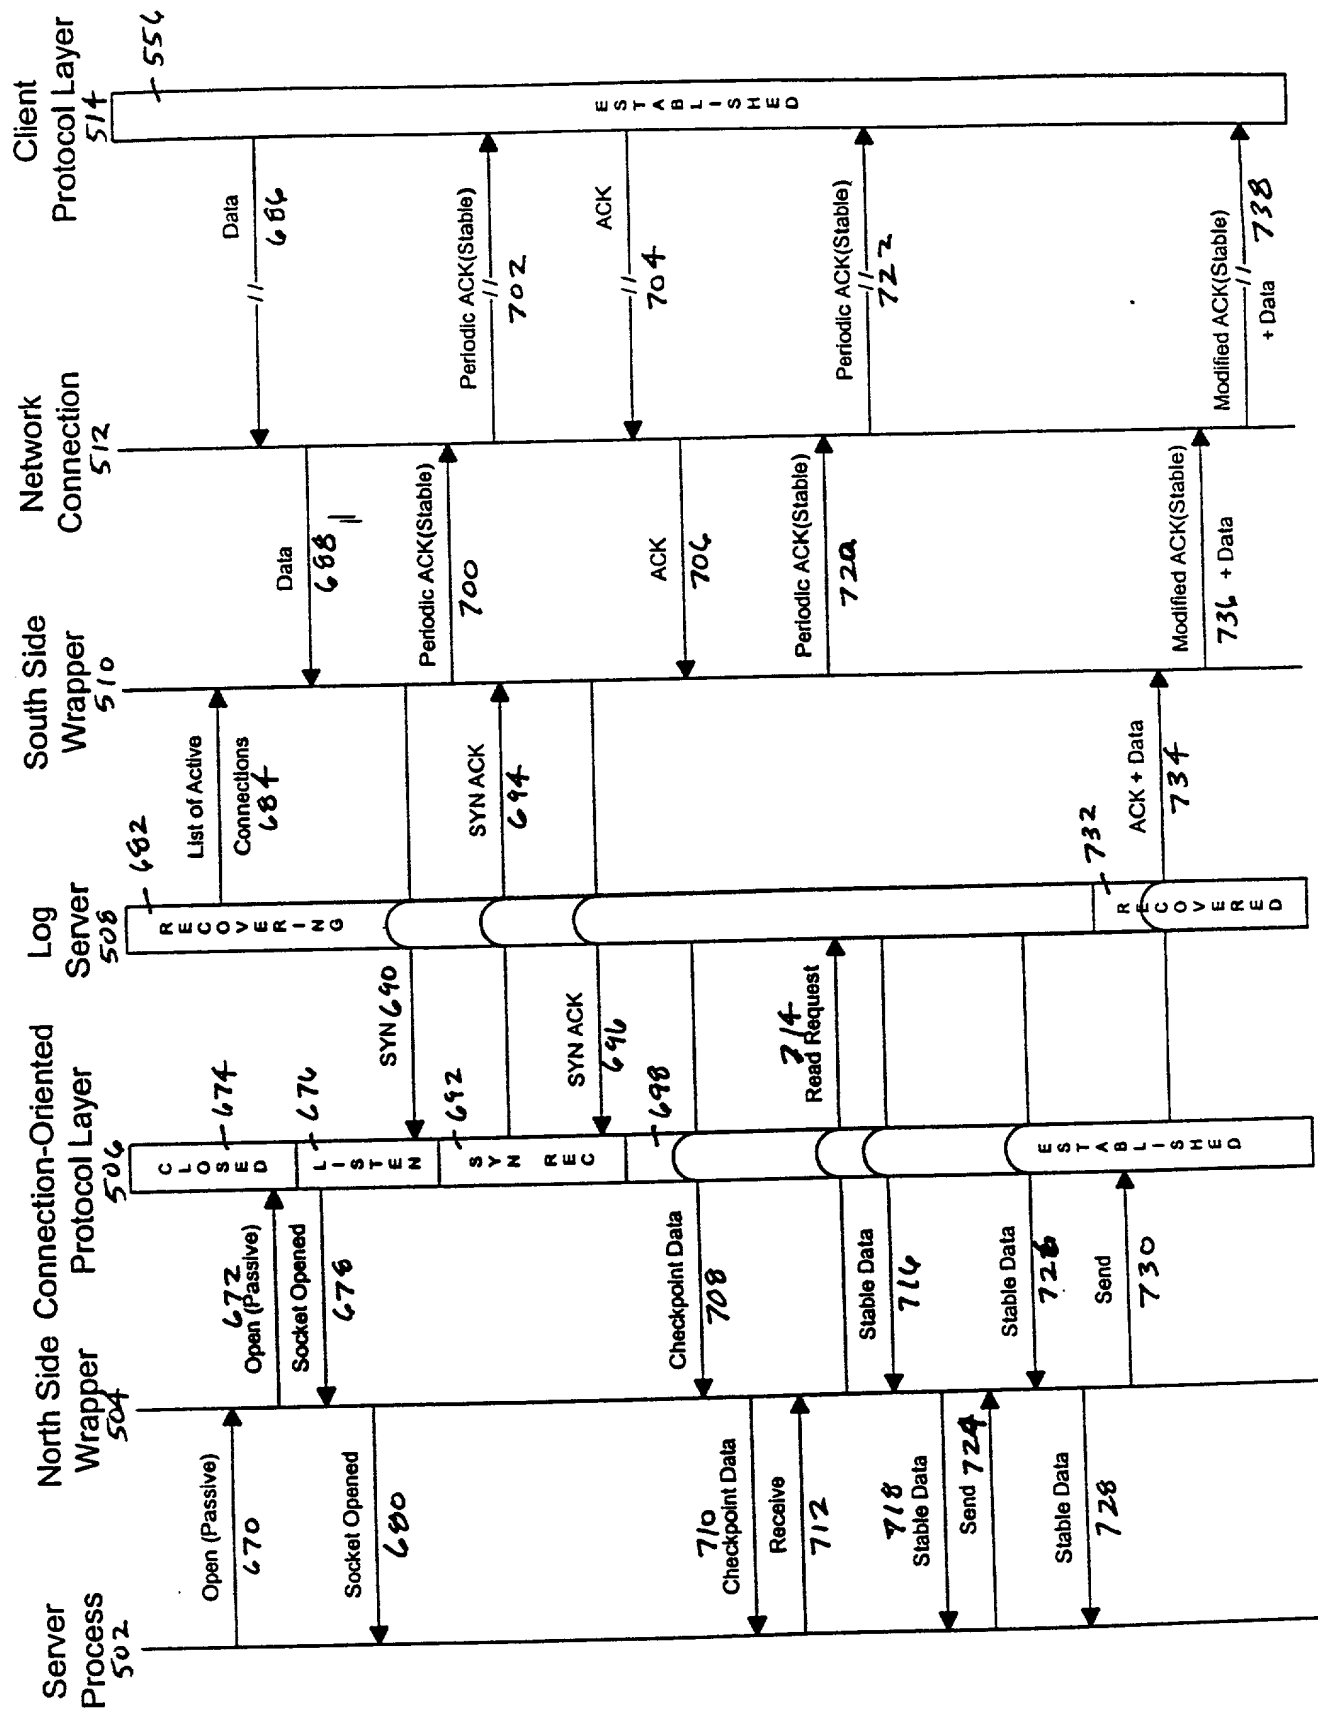 Server
Process
502
North Side
Wrapper
504
Connection-Oriented
Protocol Layer
506
Log
Server
508
South Side
Wrapper
510
Network
Connection
512
Client
Protocol Layer
514
556
Open (Passive)
670
672
Open (Passive)
CLOSED
674
Socket Opened
678
LISTEN
676
Socket Opened
680
RECOVERING
682
List of Active
Connections
684
Data
686
Data
688
SYN 690
SYN REC
692
SYN ACK
694
SYN ACK
696
698
Periodic ACK(Stable)
700
Periodic ACK(Stable)
702
ACK
704
ACK
706
Checkpoint Data
708
710
Checkpoint Data
Receive
712
714
Read Request
Stable Data
716
718
Stable Data
Periodic ACK(Stable)
720
Periodic ACK(Stable)
722
Send 724
Stable Data
726
Stable Data
728
Send
730
ESTABLISHED
RECOVERED
732
ACK + Data
734
Modified ACK(Stable)
736 + Data
Modified ACK(Stable)
+ Data
738
ESTABLISHED